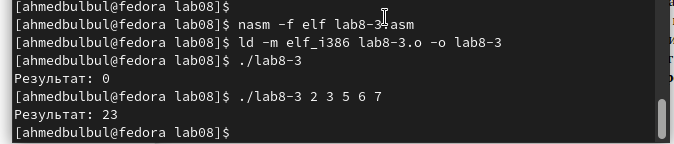 [ahmedbulbul@fedora lab08]$
[ahmedbulbul@fedora lab08]$ nasm -f elf lab8-3.asm
[ahmedbulbul@fedora lab08]$ ld -m elf_i386 lab8-3.o -o lab8-3
[ahmedbulbul@fedora lab08]$ ./lab8-3
Результат: 0
[ahmedbulbul@fedora lab08]$ ./lab8-3 2 3 5 6 7
Результат: 23
[ahmedbulbul@fedora lab08]$